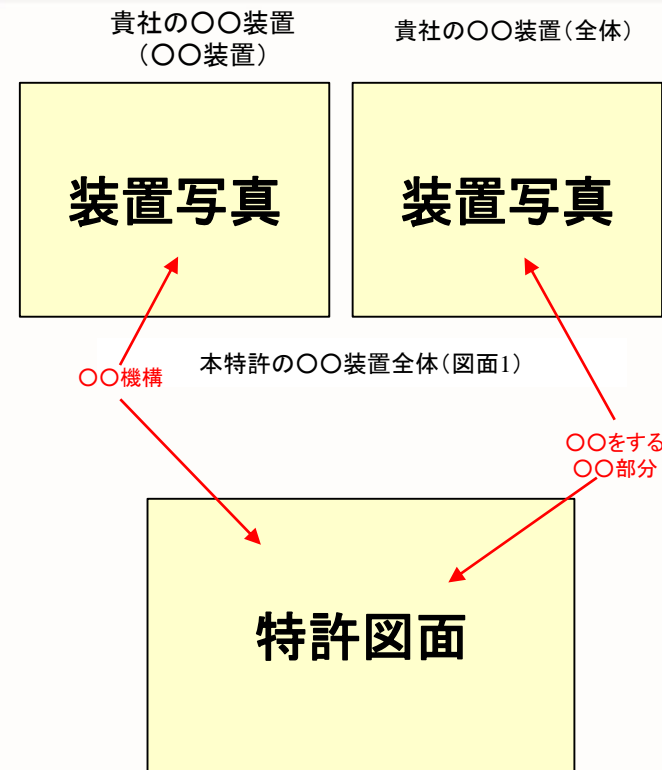 貴社の〇〇装置
（〇〇装置）
貴社の〇〇装置（全体）
装置写真
装置写真
〇〇機構
本特許の〇〇装置全体（図面1）
〇〇をする
〇〇部分
特許図面